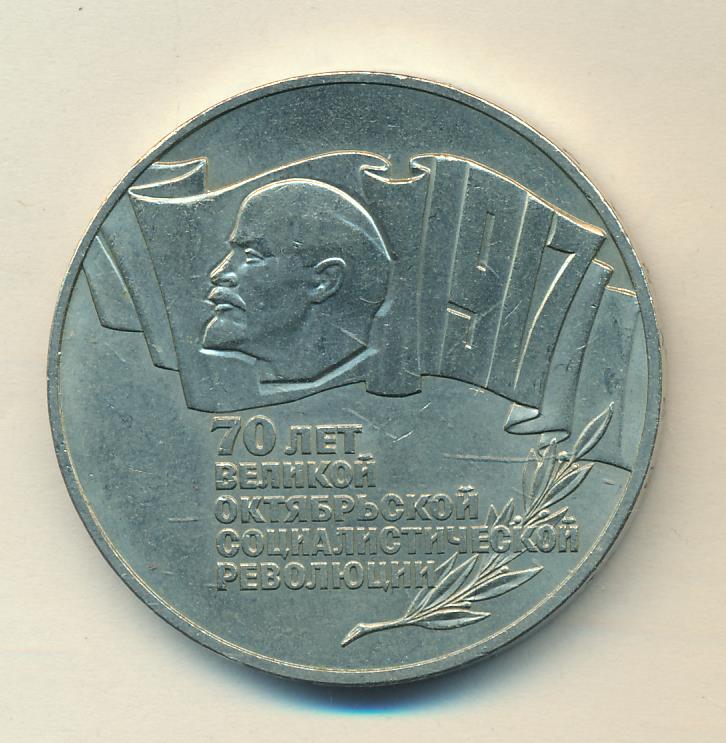 1917
70 ЛЕТ
ВЕЛИКОЙ
ОКТЯБРЬСКОЙ
СОЦИАЛИСТИЧЕСКОЙ
РЕВОЛЮЦИИ